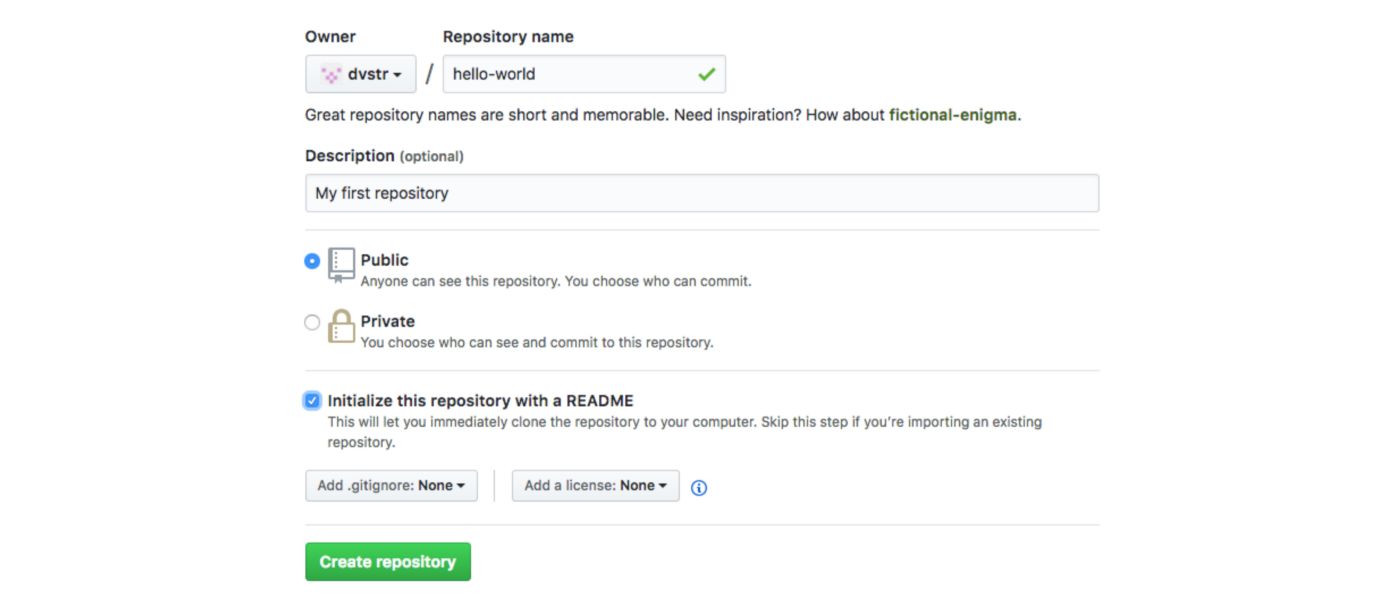 Owner Repository name
dvstr / hello-world
Great repository names are short and memorable. Need inspiration? How about fictional-enigma.
Description (optional)
My first repository
Public
Anyone can see this repository. You choose who can commit.
Private
You choose who can see and commit to this repository.
Initialize this repository with a README
This will let you immediately clone the repository to your computer. Skip this step if you’re importing an existing
repository.
Add .gitignore: None Add a license: None
Create repository